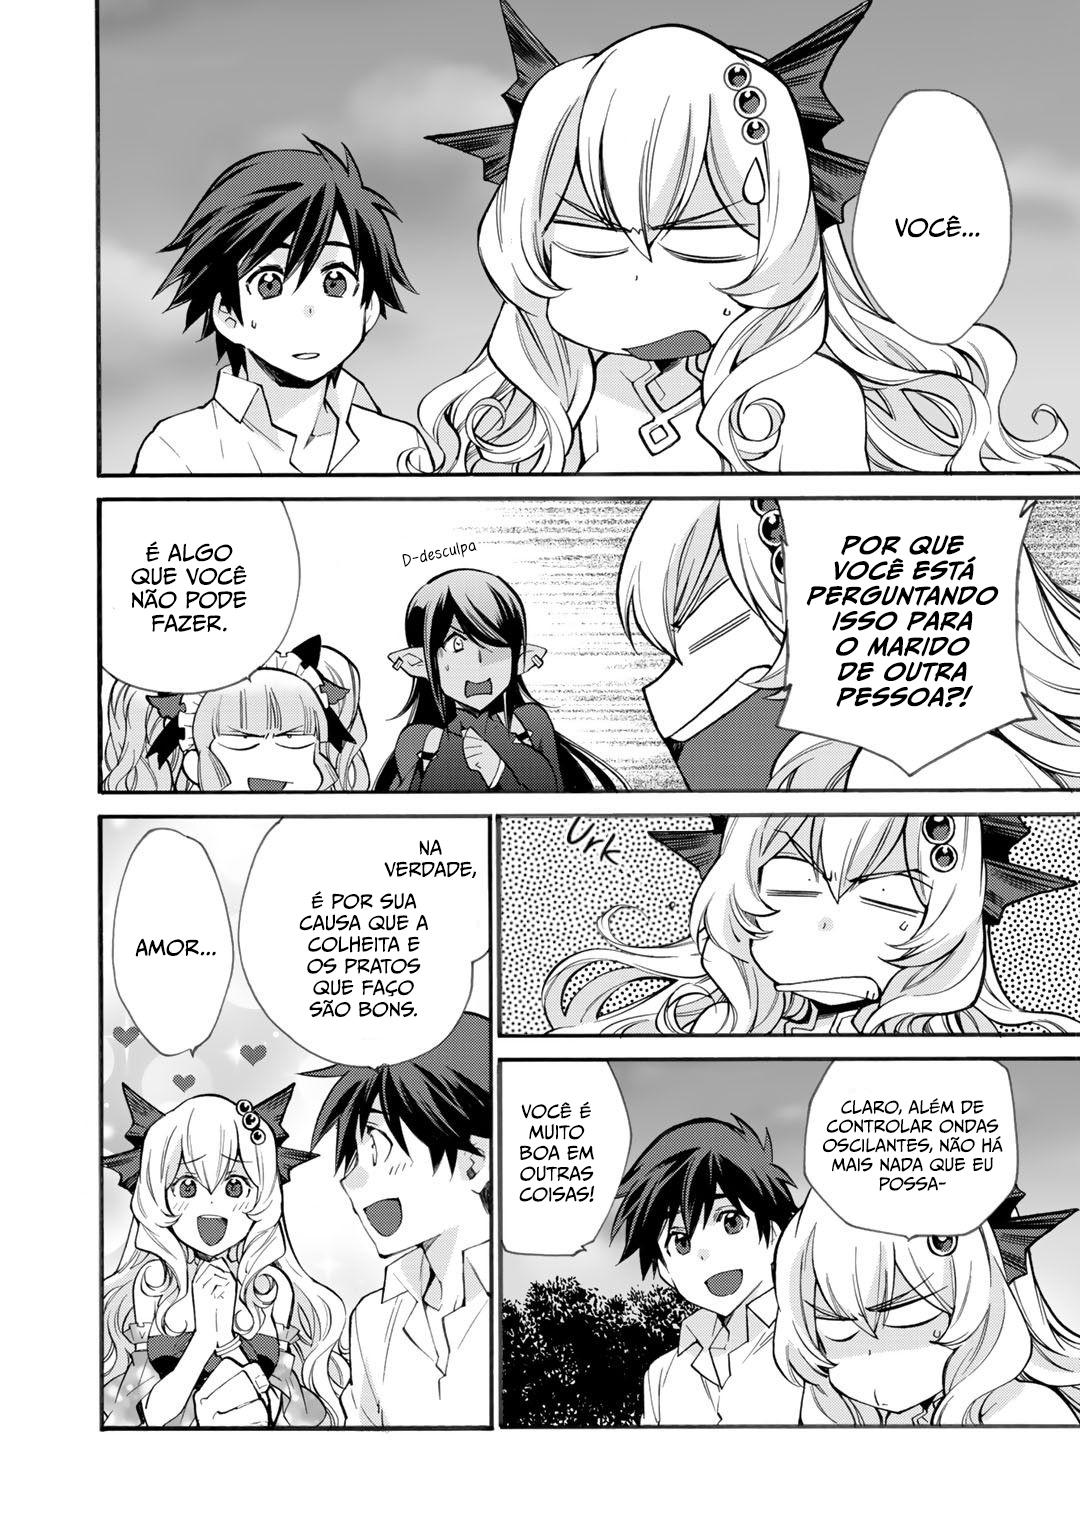 VOCÊ...
POR QUE
VOCÊ ESTÁ
PERGUNTANDO
ISSO PARA
O MARIDO
DE OUTRA
PESSOA?!
D-desculpa
É ALGO
QUE VOCÊ
NÃO PODE
FAZER.
Urk
CLARO, ALÉM DE
CONTROLAR ONDAS
OSCILANTES, NÃO HÁ
MAIS NADA QUE EU
POSSA-
VOCÊ É
MUITO
BOA EM
OUTRAS
COISAS!
NA
VERDADE,
É POR SUA
CAUSA QUE A
COLHEITA E
OS PRATOS
QUE FAÇO
SÃO BONS.
AMOR...